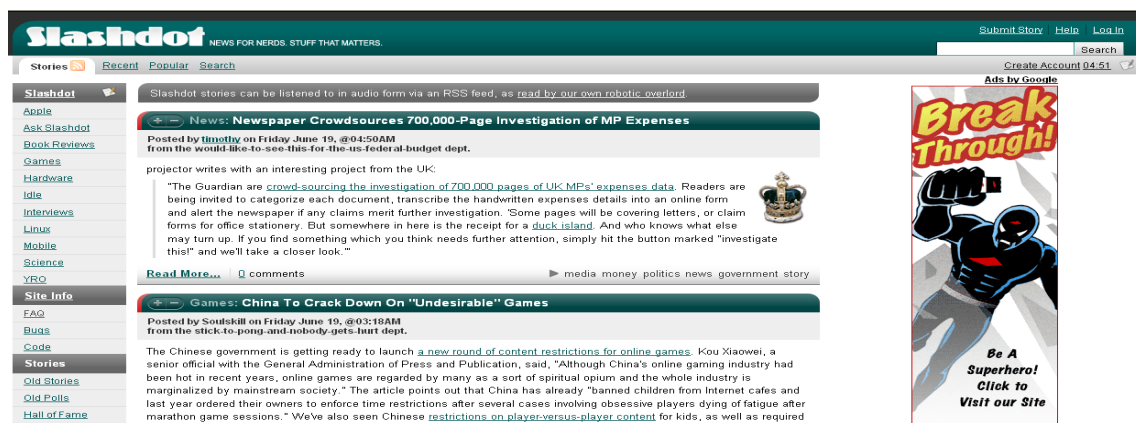 Slashdot NEWS FOR NERDS. STUFF THAT MATTERS.
Submit Story Help Log In
Search
Stories Recent Popular Search
Create Account 04:51
Slashdot
Apple
Ask Slashdot
Book Reviews
Games
Hardware
Idle
Interviews
Linux
Mobile
Science
YRO
Site Info
FAQ
Bugs
Code
Stories
Old Stories
Old Polls
Hall of Fame
Slashdot stories can be listened to in audio form via an RSS feed, as read by our own robotic overlord.
News: Newspaper Crowdsources 700,000-Page Investigation of MP Expenses
Posted by timothy on Friday June 19, @04:50AM
from the would-like-to-see-this-for-the-us-federal-budget dept.
projector writes with an interesting project from the UK:
"The Guardian are crowd-sourcing the investigation of 700,000 pages of UK MPs' expenses data. Readers are
being invited to categorize each document, transcribe the handwritten expenses details into an online form
and alert the newspaper if any claims merit further investigation. 'Some pages will be covering letters, or claim
forms for office stationery. But somewhere in here is the receipt for a duck island. And who knows what else
may turn up. If you find something which you think needs further attention, simply hit the button marked "investigate
this!" and we'll take a closer look.'"
Read More... 0 comments
media money politics news government story
Games: China To Crack Down On "Undesirable" Games
Posted by Soulskill on Friday June 19, @03:18AM
from the stick-to-pong-and-nobody-gets-hurt dept.
The Chinese government is getting ready to launch a new round of content restrictions for online games. Kou Xiaowei, a
senior official with the General Administration of Press and Publication, said, "Although China's online gaming industry had
been hot in recent years, online games are regarded by many as a sort of spiritual opium and the whole industry is
marginalized by mainstream society." The article points out that China has already "banned children from Internet cafes and
last year ordered their owners to enforce time restrictions after several cases involving obsessive players dying of fatigue after
marathon game sessions." We've also seen Chinese restrictions on player-versus-player content for kids, as well as required
Ads by Google
Break
Through!
Be A
Superhero!
Click to
Visit our Site